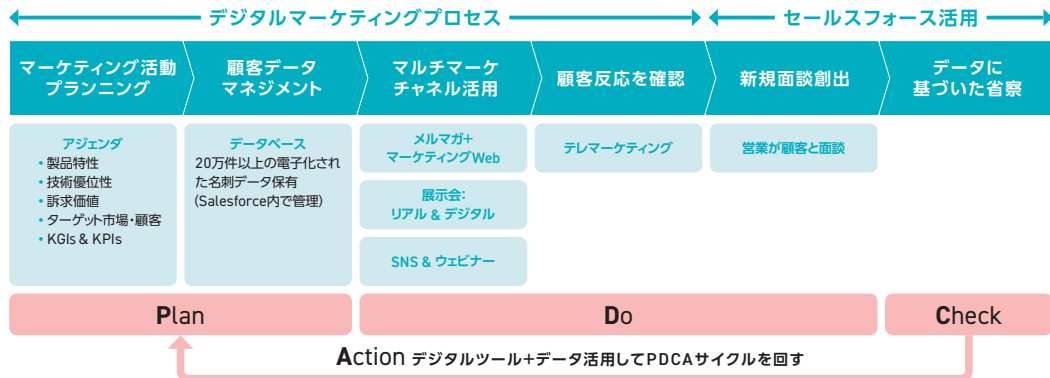 デジタルマーケティングプロセス
セールスフォース活用
マーケティング活動
プランニング
顧客データ
マネジメント
マルチマーケ
チャネル活用
顧客反応を確認
新規面談創出
データに
基づいた省察
アジェンダ
• 製品特性
• 技術優位性
• 訴求価値
• ターゲット市場・顧客
• KGIs & KPIs
データベース
20万件以上の電子化され
た名刺データ保有
(Salesforce内で管理)
メルマガ+
マーケティングWeb
展示会:
リアル & デジタル
SNS & ウェビナー
テレマーケティング
営業が顧客と面談
Plan
Do
Check
Action デジタルツール+データ活用してPDCAサイクルを回す